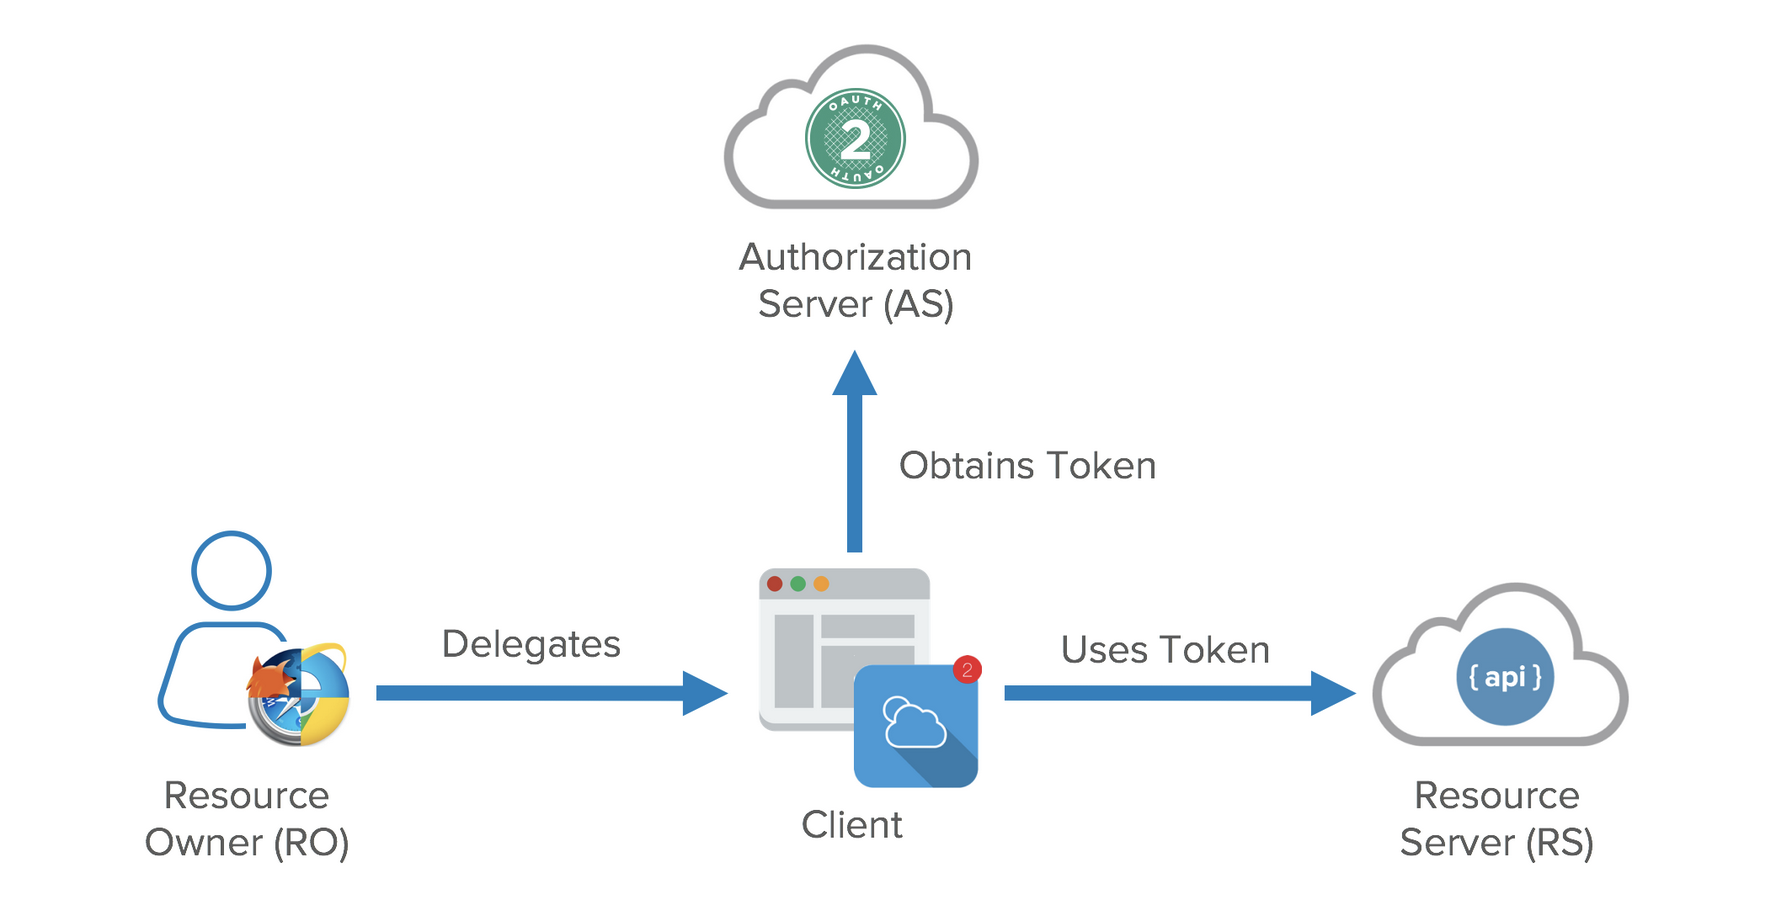 OAUTH
2
OAUTH
Authorization
Server (AS)
Obtains Token
Delegates
2
Uses Token
{ api }
Client
Resource
Owner (RO)
Resource
Server (RS)